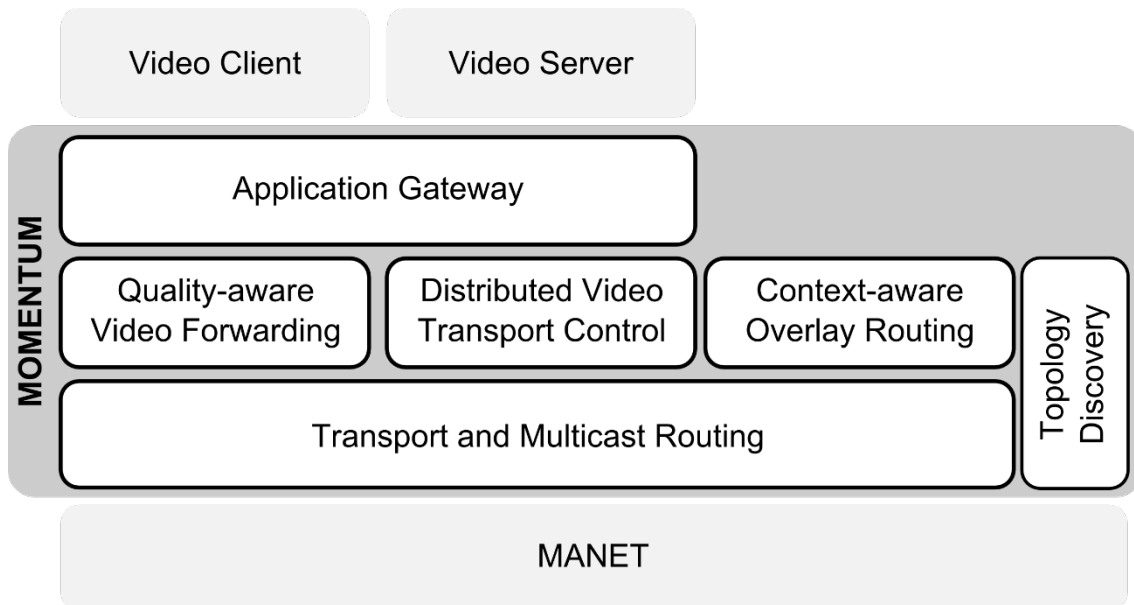 Video Client
Video Server
MOMENTUM
Application Gateway
Quality-aware
Video Forwarding
Distributed Video
Transport Control
Context-aware
Overlay Routing
Topology
Discovery
Transport and Multicast Routing
MANET